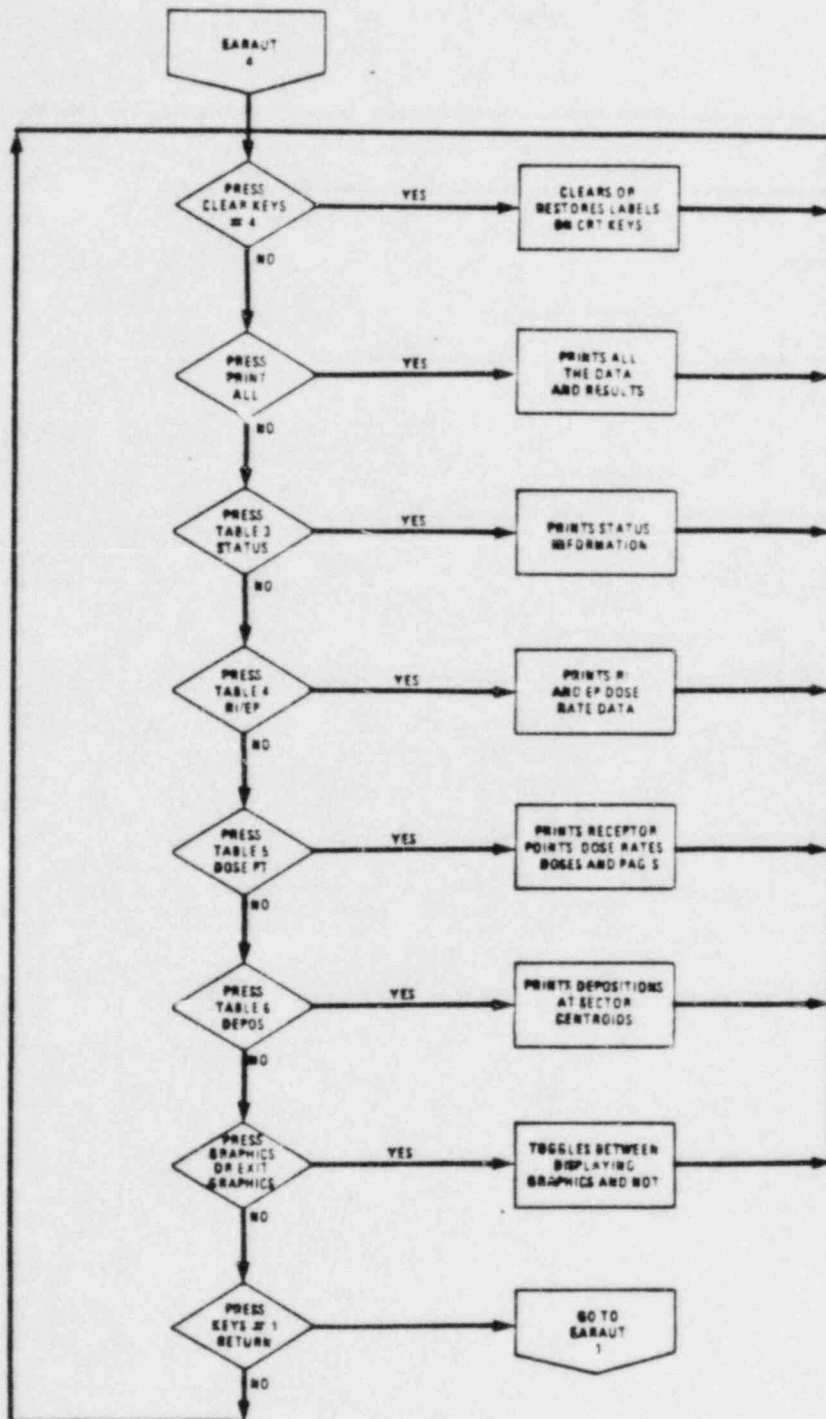 EARAUT
4
PRESS
CLEAR KEYS
# 4
YES
CLEARS OR
RESTORES LABELS
ON CRT KEYS
NO
PRESS
PRINT
ALL
YES
PRINTS ALL
THE DATA
AND RESULTS
NO
PRESS
TABLE 3
STATUS
YES
PRINTS STATUS
INFORMATION
NO
PRESS
TABLE 4
RI/EP
YES
PRINTS RI
AND EP DOSE
RATE DATA
NO
PRESS
TABLE 5
DOSE PT
YES
PRINTS RECEPTOR
POINTS DOSE RATES
DOSES AND PAG S
NO
PRESS
TABLE 6
DEPOS
YES
PRINTS DEPOSITIONS
AT SECTOR
CENTROIDS
NO
PRESS
GRAPHICS
OR EXIT
GRAPHICS
YES
TOGGLES BETWEEN
DISPLAYING
GRAPHICS AND NOT
NO
PRESS
KEYS # 1
RETURN
GO TO
EARAUT
1
NO